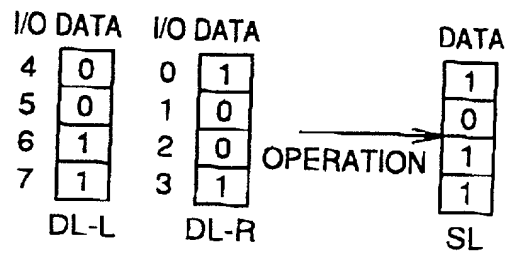 I/O DATA I/O DATA DATA
4 0 0 1 1
5 0 1 0 0
6 1 2 0 1
7 1 3 1 1
OPERATION
DL-L DL-R SL